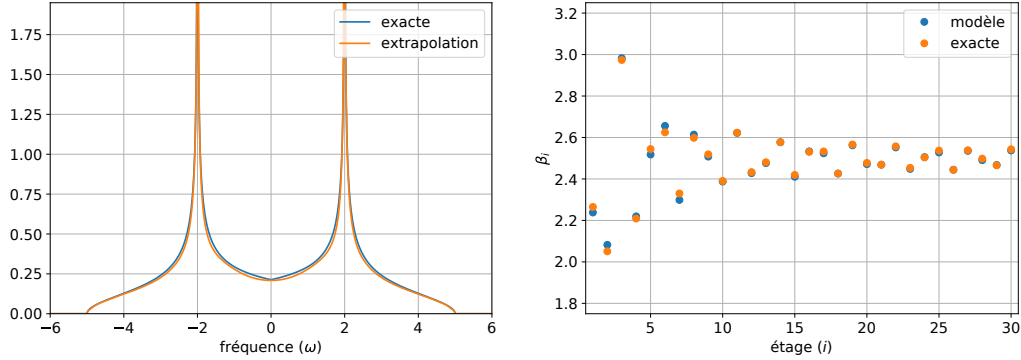 exacte
extrapolation
1.75
1.50
1.25
1.00
0.75
0.50
0.25
0.00
−6 −4 −2 0 2 4 6
fréquence (ω)
modèle
exacte
3.2
3.0
2.8
2.6
2.4
2.2
2.0
1.8
βᵢ
5 10 15 20 25 30
étage (i)